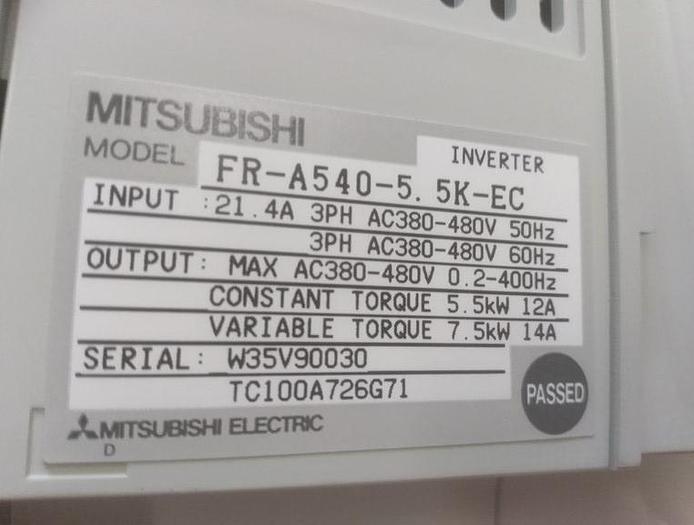 MITSUBISHI
INVERTER
MODEL FR-A540-5.5K-EC
INPUT :21.4A 3PH AC380-480V 50Hz
3PH AC380-480V 60Hz
OUTPUT: MAX AC380-480V 0.2-400Hz
CONSTANT TORQUE 5.5kW 12A
VARIABLE TORQUE 7.5kW 14A
SERIAL: W35V90030
TC100A726G71
PASSED
MITSUBISHI ELECTRIC
D